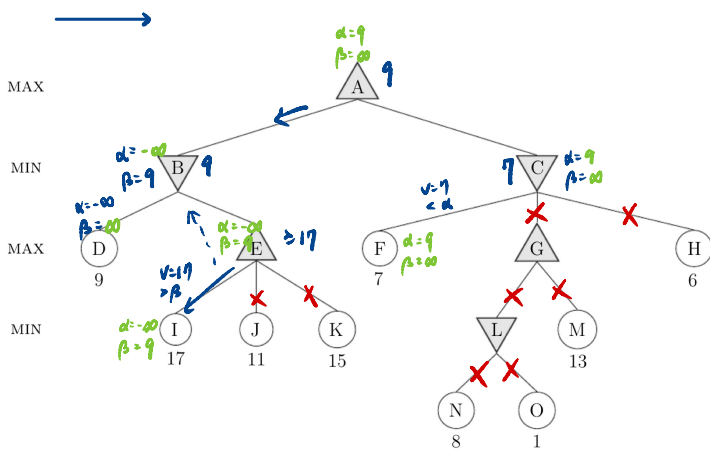 α=9
β=∞
MAX
A
9
MIN
α=-∞
β=9
B
9
7
C
α=9
β=∞
α=-∞
β=∞
v=7
< α
MAX
D
9
α=-∞
β=9
E
≥17
F
7
α=9
β=∞
G
H
6
v=17
>β
MIN
α=-∞
β=9
I
17
J
11
K
15
L
M
13
N
8
O
1